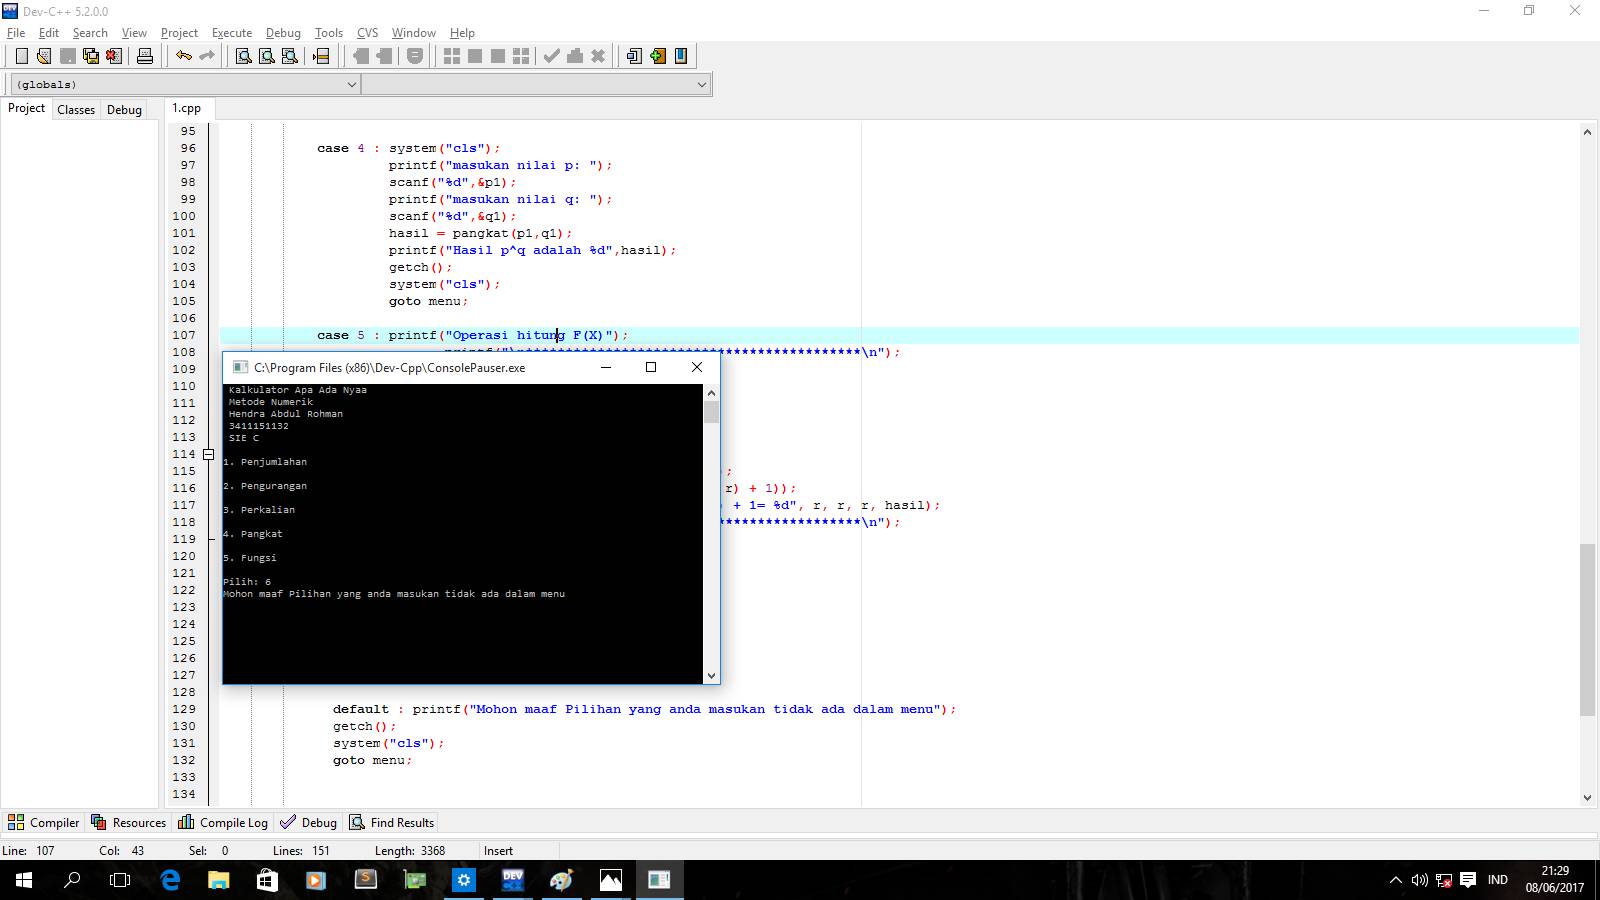 Dev-C++ 5.2.0.0
File Edit Search View Project Execute Debug Tools CVS Window Help
(globals)
Project Classes Debug 1.cpp
95
96 case 4 : system("cls");
97 printf("masukan nilai p: ");
98 scanf("%d",&p1);
99 printf("masukan nilai q: ");
100 scanf("%d",&q1);
101 hasil = pangkat(p1,q1);
102 printf("Hasil p^q adalah %d",hasil);
103 getch();
104 system("cls");
105 goto menu;
106
107 case 5 : printf("Operasi hitung F(X)");
108 *****************\n");
109
110
111
112
113
114
115 ;
116 r) + 1));
117 + 1= %d", r, r, r, hasil);
118 *****************\n");
119
120
121
122
123
124
125
126
127
128
129 default : printf("Mohon maaf Pilihan yang anda masukan tidak ada dalam menu");
130 getch();
131 system("cls");
132 goto menu;
133
134
C:\Program Files (x86)\Dev-Cpp\ConsolePauser.exe
Kalkulator Apa Ada Nyaa
Metode Numerik
Hendra Abdul Rohman
3411151132
SIE C
1. Penjumlahan
2. Pengurangan
3. Perkalian
4. Pangkat
5. Fungsi
Pilih: 6
Mohon maaf Pilihan yang anda masukan tidak ada dalam menu
Compiler Resources Compile Log Debug Find Results
Line: 107 Col: 43 Sel: 0 Lines: 151 Length: 3368 Insert
DEV
IND
21:29
08/06/2017